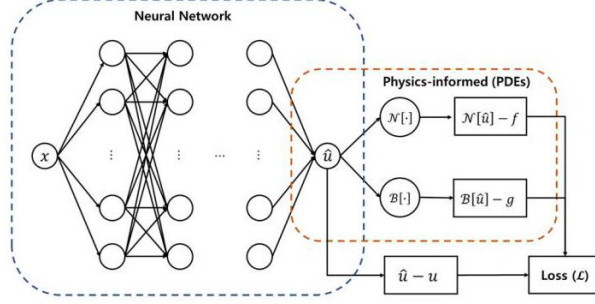 Neural Network
Physics-informed (PDEs)
x
û
𝒩[·]
𝒩[û] − f
ℬ[·]
ℬ[û] − g
û − u
Loss (ℒ)
⋮ ⋮ ... ⋮